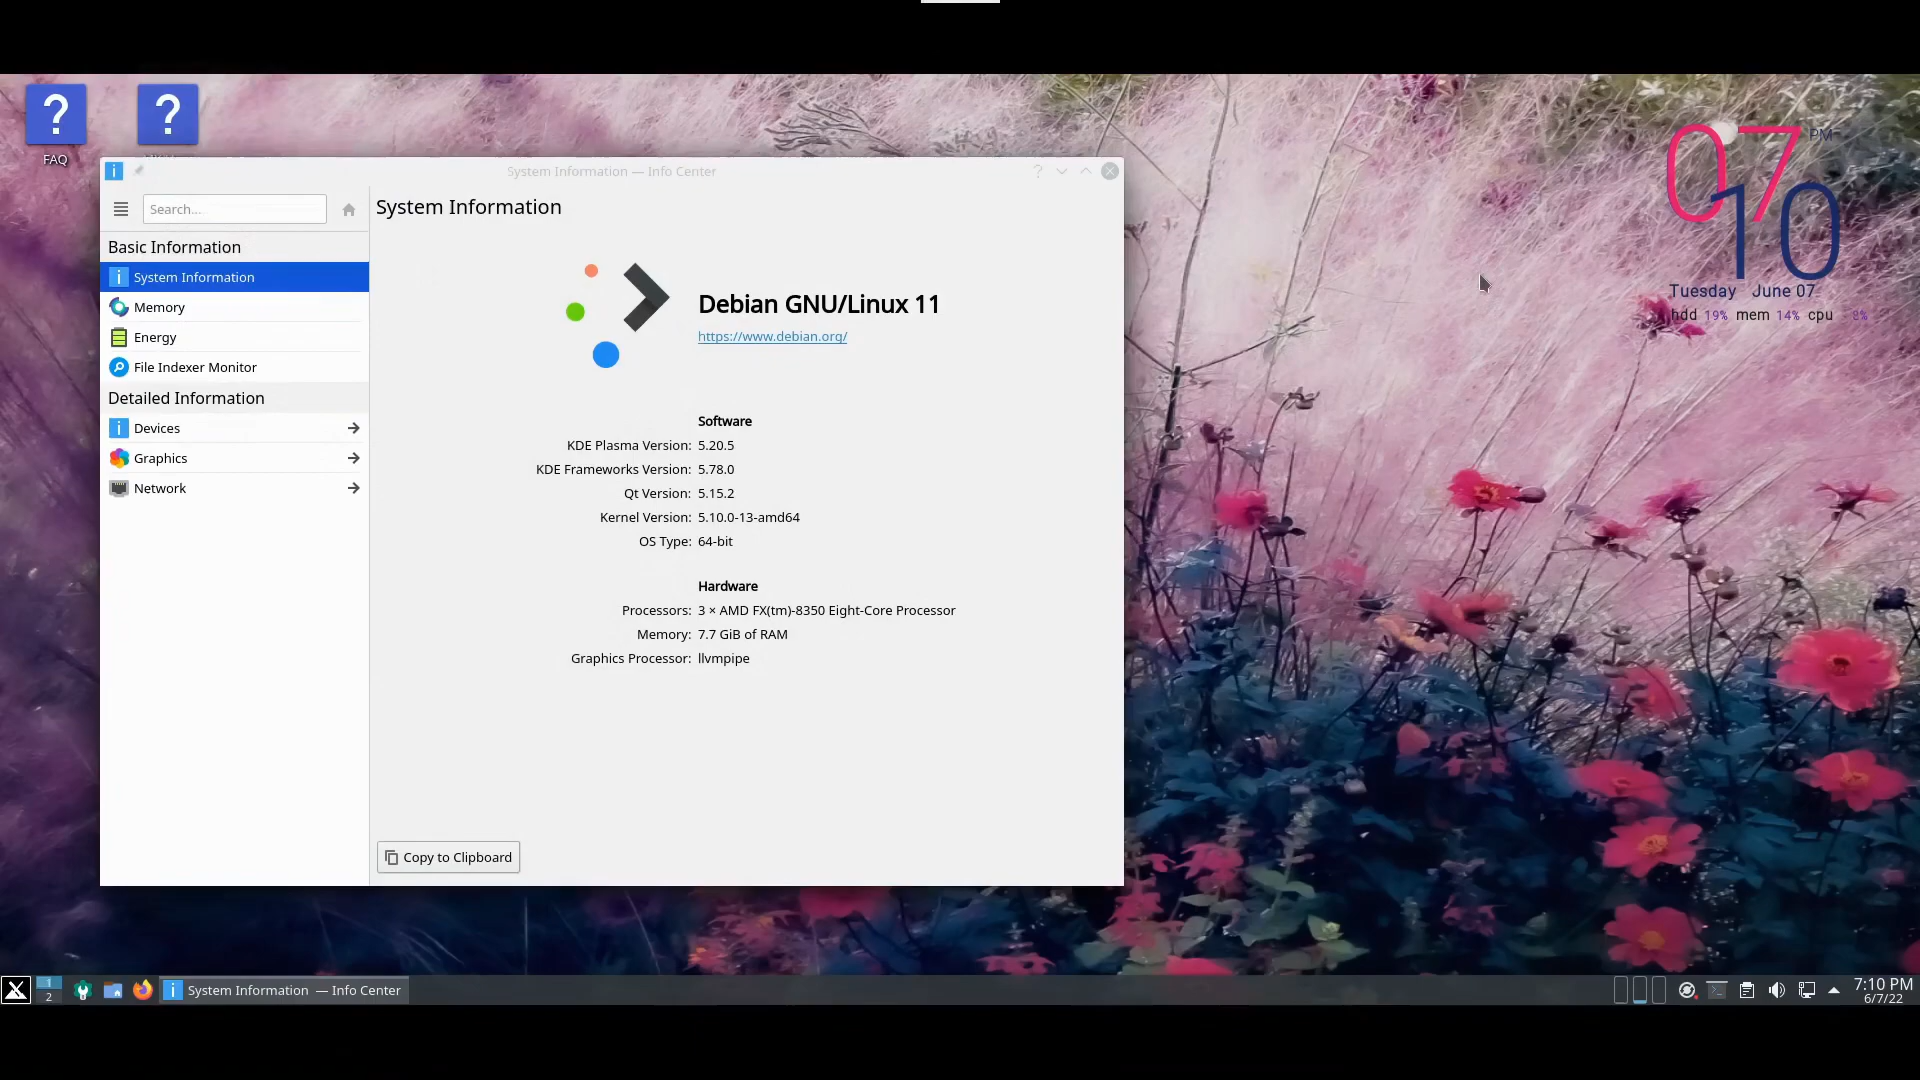 FAQ
System Information — Info Center
Search...
System Information
Basic Information
System Information
Memory
Energy
File Indexer Monitor
Detailed Information
Devices
Graphics
Network
Debian GNU/Linux 11
https://www.debian.org/
Software
KDE Plasma Version: 5.20.5
KDE Frameworks Version: 5.78.0
Qt Version: 5.15.2
Kernel Version: 5.10.0-13-amd64
OS Type: 64-bit
Hardware
Processors: 3 × AMD FX(tm)-8350 Eight-Core Processor
Memory: 7.7 GiB of RAM
Graphics Processor: llvmpipe
Copy to Clipboard
07 PM
10
Tuesday June 07
hdd 19% mem 14% cpu 8%
1
2
System Information — Info Center
7:10 PM
6/7/22